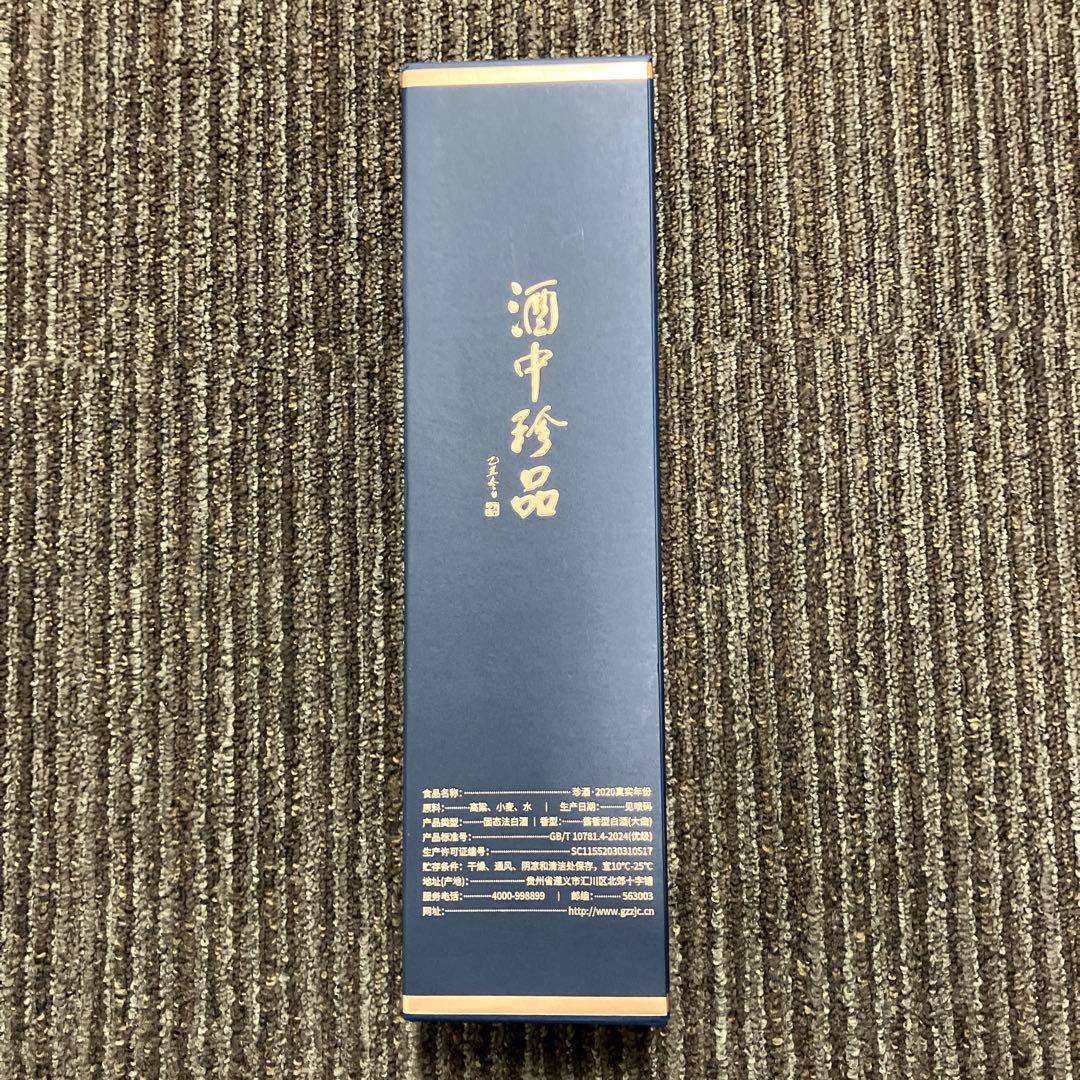 酒中珍品
食品名称：珍酒·2020真实年份
原料：高粱、小麦、水 | 生产日期：见喷码
产品类型：固态法白酒 | 香型：酱香型白酒(大曲)
产品标准号：GB/T 10781.4-2024(优级)
生产许可证编号：SC11552030310517
贮存条件：干燥、通风、阴凉和清洁处保存，宜10℃-25℃
地址(产地)：贵州省遵义市汇川区北郊十字铺
服务电话：4000-998899 | 邮编：563003
网址：http://www.gzzjc.cn